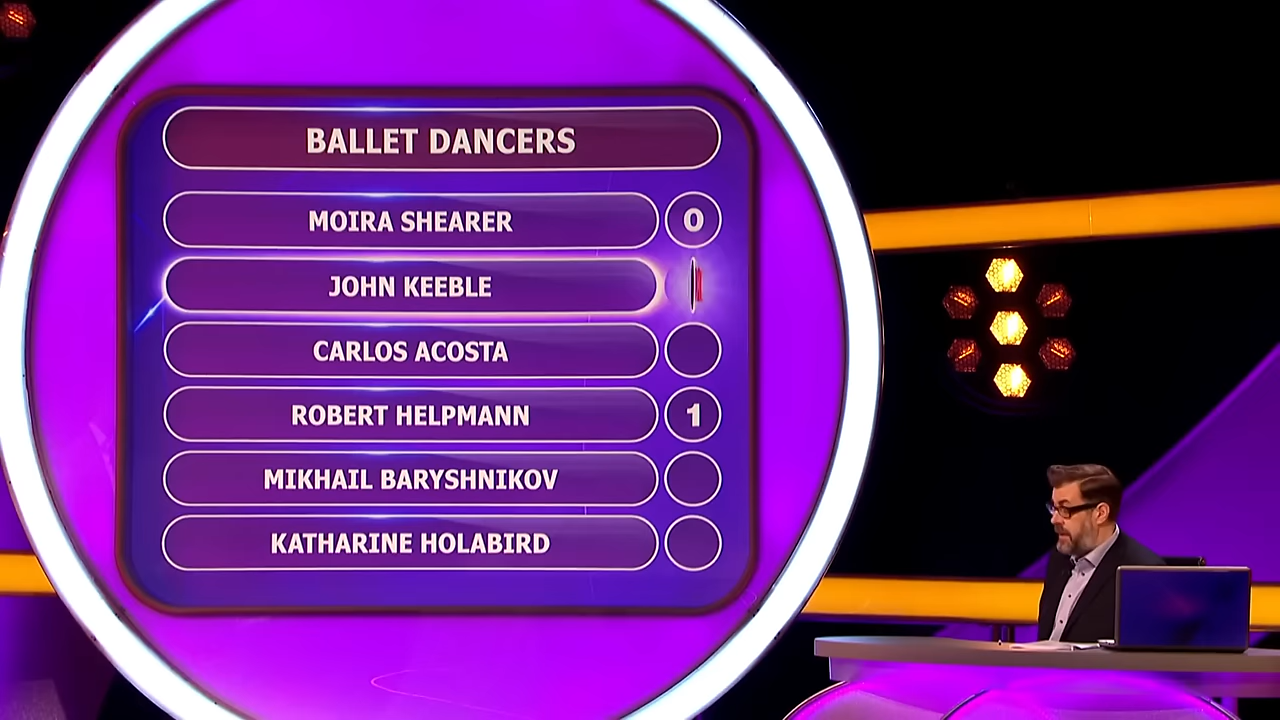 BALLET DANCERS
MOIRA SHEARER 0
JOHN KEEBLE
CARLOS ACOSTA
ROBERT HELPMANN 1
MIKHAIL BARYSHNIKOV
KATHARINE HOLABIRD